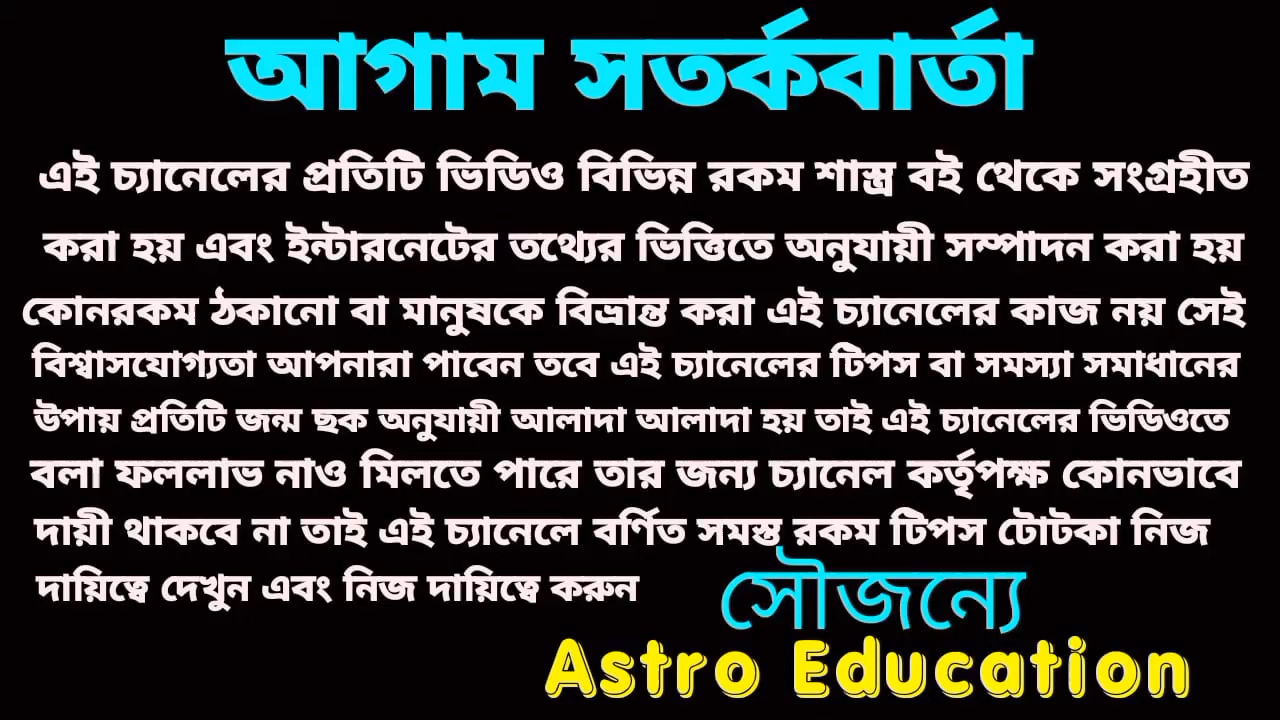 আগাম সতর্কবার্তা
এই চ্যানেলের প্রতিটি ভিডিও বিভিন্ন রকম শাস্ত্র বই থেকে সংগ্রহীত
করা হয় এবং ইন্টারনেটের তথ্যের ভিত্তিতে অনুযায়ী সম্পাদন করা হয়
কোনরকম ঠকানো বা মানুষকে বিভ্রান্ত করা এই চ্যানেলের কাজ নয় সেই
বিশ্বাসযোগ্যতা আপনারা পাবেন তবে এই চ্যানেলের টিপস বা সমস্যা সমাধানের
উপায় প্রতিটি জন্ম ছক অনুযায়ী আলাদা আলাদা হয় তাই এই চ্যানেলের ভিডিওতে
বলা ফললাভ নাও মিলতে পারে তার জন্য চ্যানেল কর্তৃপক্ষ কোনভাবে
দায়ী থাকবে না তাই এই চ্যানেলে বর্ণিত সমস্ত রকম টিপস টোটকা নিজ
দায়িত্বে দেখুন এবং নিজ দায়িত্বে করুন
সৌজন্যে
Astro Education